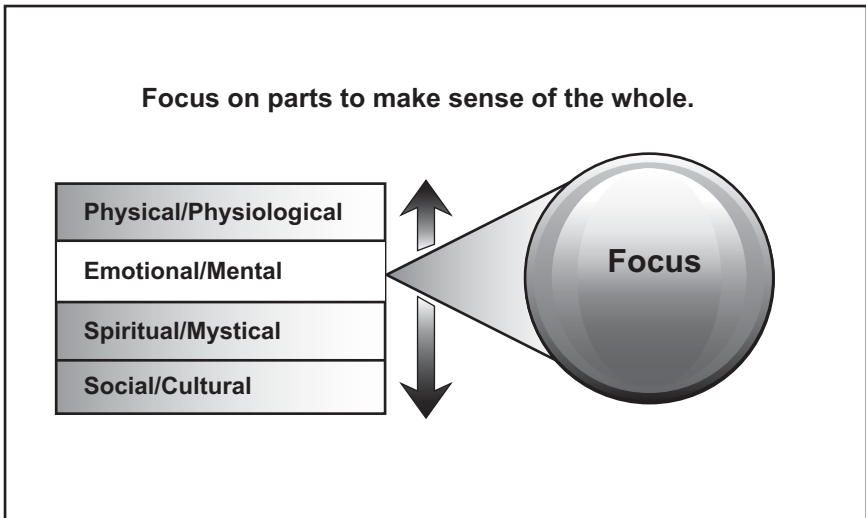 Focus on parts to make sense of the whole.
Physical/Physiological
Emotional/Mental
Spiritual/Mystical
Social/Cultural
Focus